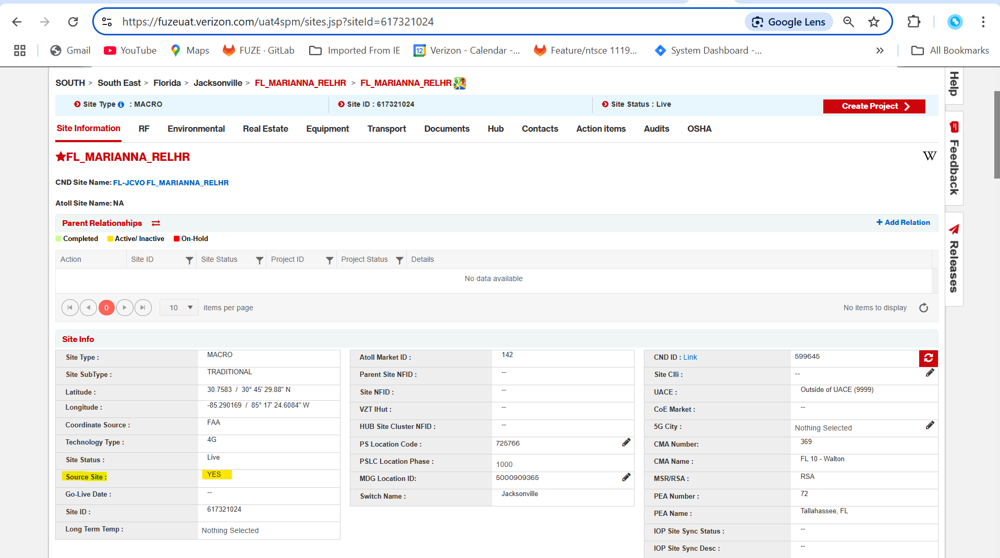 https://fuzeuat.verizon.com/uat4spm/sites.jsp?siteId=617321024
Google Lens
Gmail
YouTube
Maps
FUZE · GitLab
Imported From IE
12
Verizon - Calendar -...
Feature/ntsce 1119...
System Dashboard -...
»
All Bookmarks
SOUTH > South East > Florida > Jacksonville > FL_MARIANNA_RELHR > FL_MARIANNA_RELHR
Site Type : MACRO
Site ID : 617321024
Site Status : Live
Create Project
Site Information RF Environmental Real Estate Equipment Transport Documents Hub Contacts Action items Audits OSHA
FL_MARIANNA_RELHR
W
CND Site Name: FL-JCVO FL_MARIANNA_RELHR
Atoll Site Name: NA
Parent Relationships
+ Add Relation
Completed Active/ Inactive On-Hold
Action Site ID Site Status Project ID Project Status Details
No data available
0
10
items per page
No items to display
Site Info
Site Type : MACRO
Site SubType : TRADITIONAL
Latitude : 30.7583 / 30° 45' 29.88" N
Longitude : -85.290169 / 85° 17' 24.6084" W
Coordinate Source : FAA
Technology Type : 4G
Site Status : Live
Source Site : YES
Go-Live Date : --
Site ID : 617321024
Long Term Temp : Nothing Selected
Atoll Market ID : 142
Parent Site NFID : --
Site NFID : --
VZT IHut : --
HUB Site Cluster NFID : --
PS Location Code : 725766
PSLC Location Phase : 1000
MDG Location ID: 5000909365
Switch Name : Jacksonville
CND ID : Link 599645
Site Clli : --
UACE : Outside of UACE (9999)
CoE Market : --
5G City : Nothing Selected
CMA Number: 369
CMA Name : FL 10 - Walton
MSR/RSA : RSA
PEA Number : 72
PEA Name : Tallahassee, FL
IOP Site Sync Status : --
IOP Site Sync Desc : --
Help
Feedback
Releases